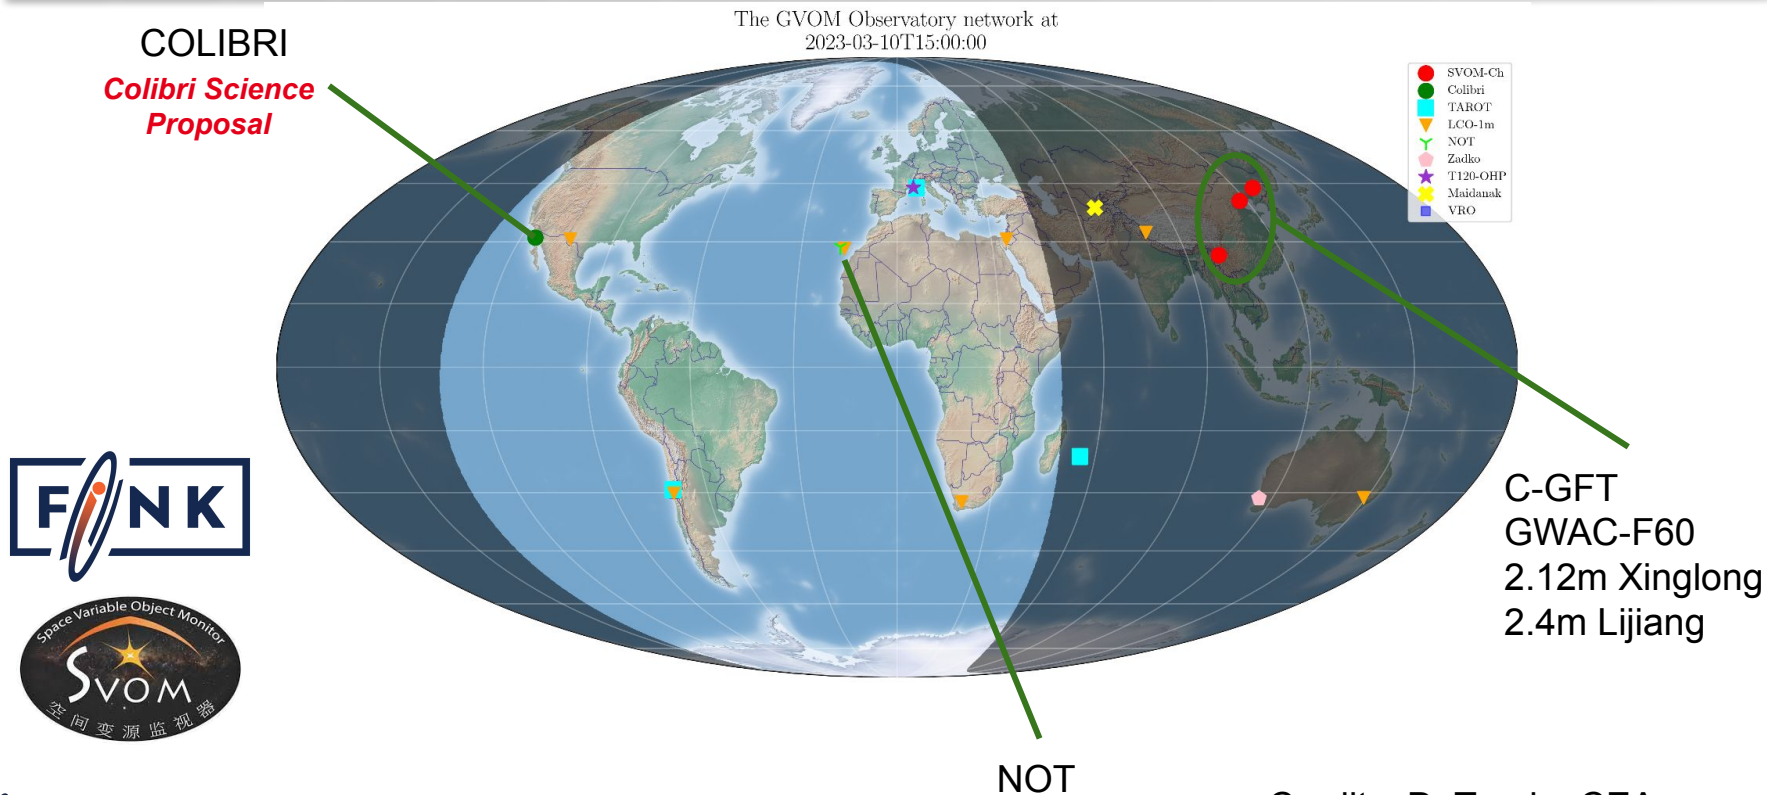 The GVOM Observatory network at
2023-03-10T15:00:00
COLIBRI
Colibri Science
Proposal
SVOM-Ch
Colibri
TAROT
LCO-1m
NOT
Zadko
T120-OHP
Maidanak
VRO
FINK
Space Variable Object Monitor
SVOM
空间变源监视器
C-GFT
GWAC-F60
2.12m Xinglong
2.4m Lijiang
NOT